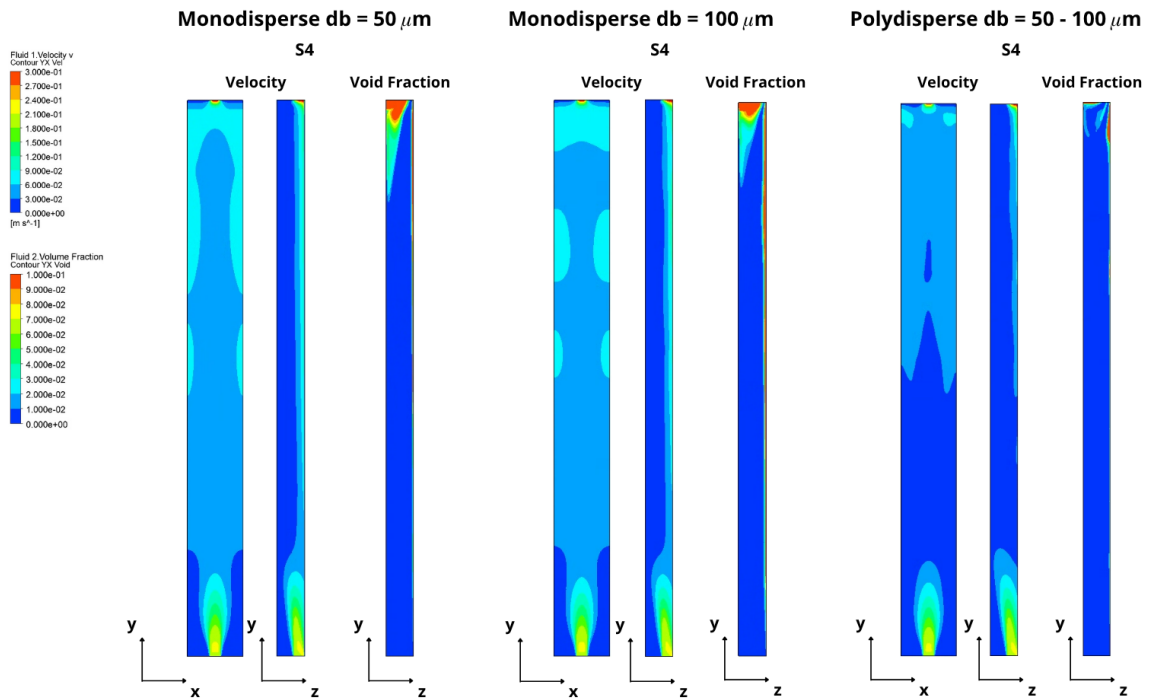 Monodisperse db = 50 μm
Monodisperse db = 100 μm
Polydisperse db = 50 - 100 μm
S4
S4
S4
Velocity
Void Fraction
Velocity
Void Fraction
Velocity
Void Fraction
Fluid 1.Velocity v
Contour YX Vel
3.000e-01
2.700e-01
2.400e-01
2.100e-01
1.800e-01
1.500e-01
1.200e-01
9.000e-02
6.000e-02
3.000e-02
0.000e+00
[m s^-1]
Fluid 2.Volume Fraction
Contour YX Void
1.000e-01
9.000e-02
8.000e-02
7.000e-02
6.000e-02
5.000e-02
4.000e-02
3.000e-02
2.000e-02
1.000e-02
0.000e+00
y
x
y
z
y
z
y
x
y
z
y
z
y
x
y
z
y
z